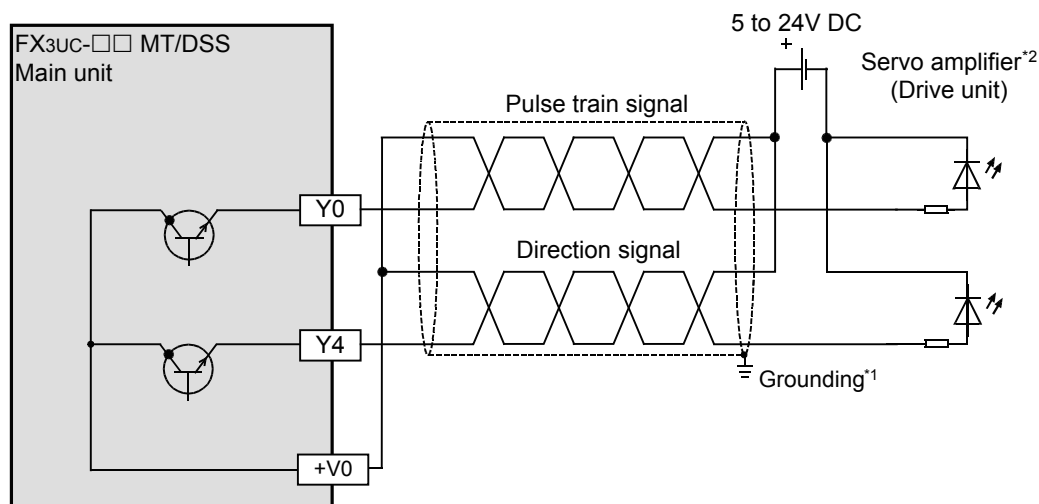 FX3UC-□□ MT/DSS
Main unit
5 to 24V DC
+
Servo amplifier*2
(Drive unit)
Pulse train signal
Y0
Direction signal
Y4
Grounding*1
+V0